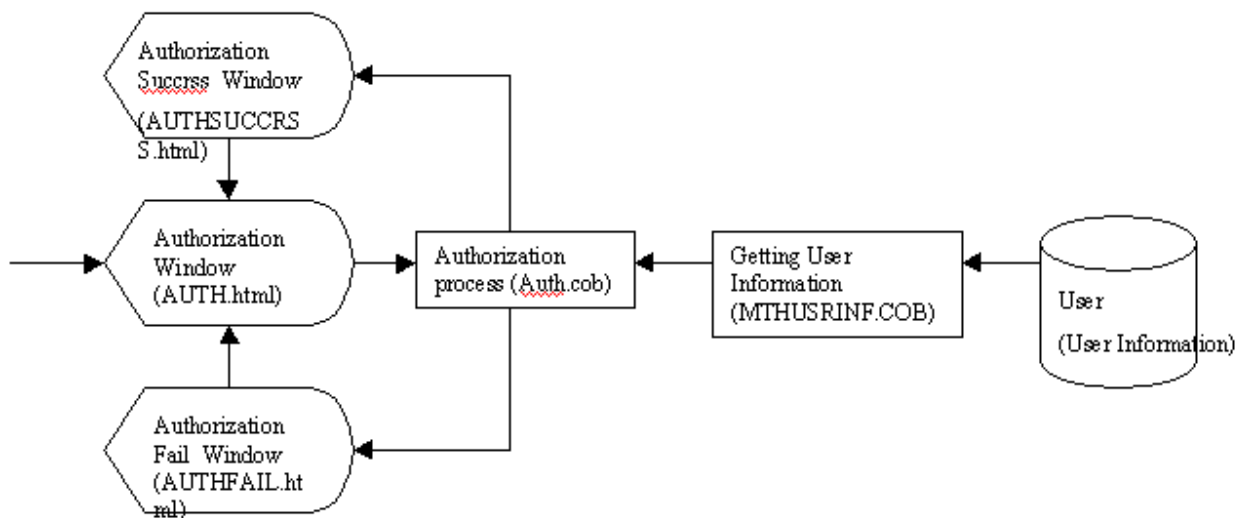 Authorization
Succrss Window
(AUTHSUCCRS
S.html)
Authorization
Window
(AUTH.html)
Authorization
process (Auth.cob)
Getting User
Information
(MTHUSRINF.COB)
User
(User Information)
Authorization
Fail Window
(AUTHFAIL.ht
ml)